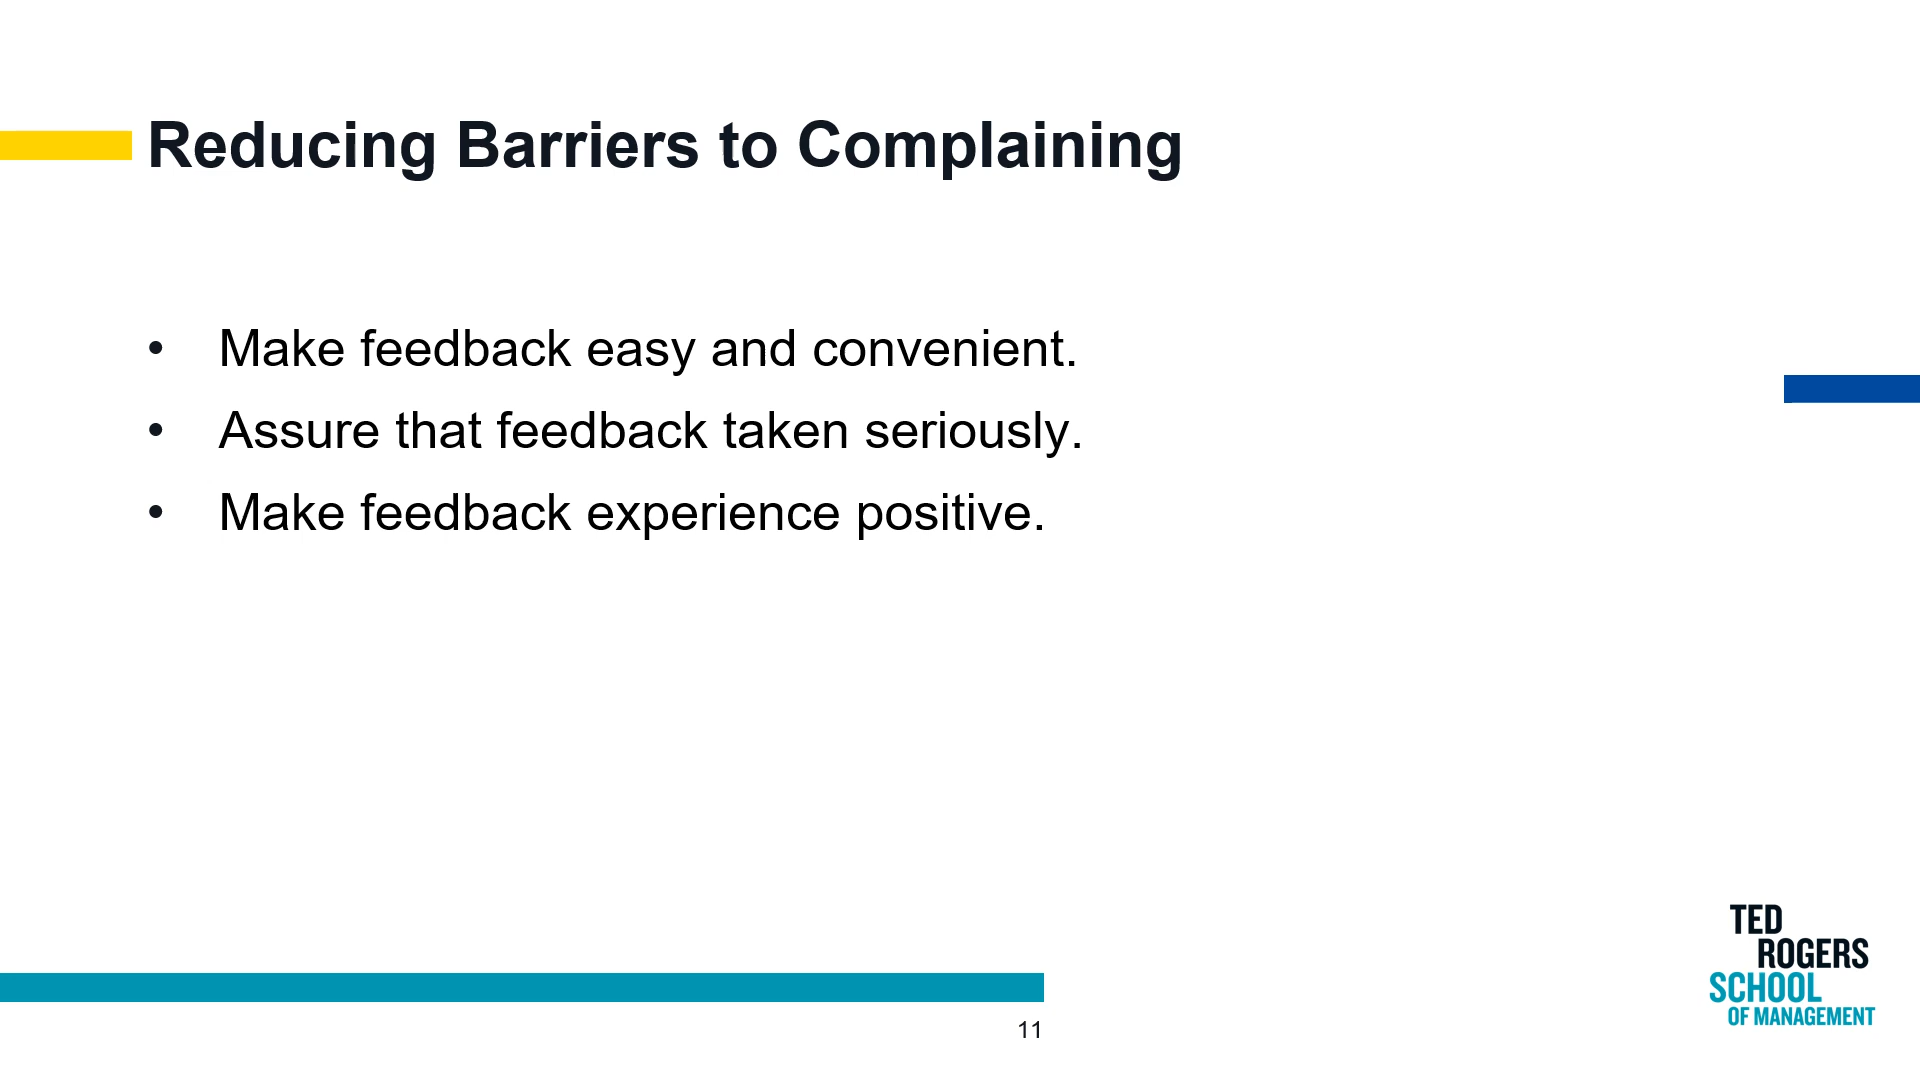 Reducing Barriers to Complaining
• Make feedback easy and convenient.
• Assure that feedback taken seriously.
• Make feedback experience positive.
TED
ROGERS
SCHOOL
OF MANAGEMENT
11